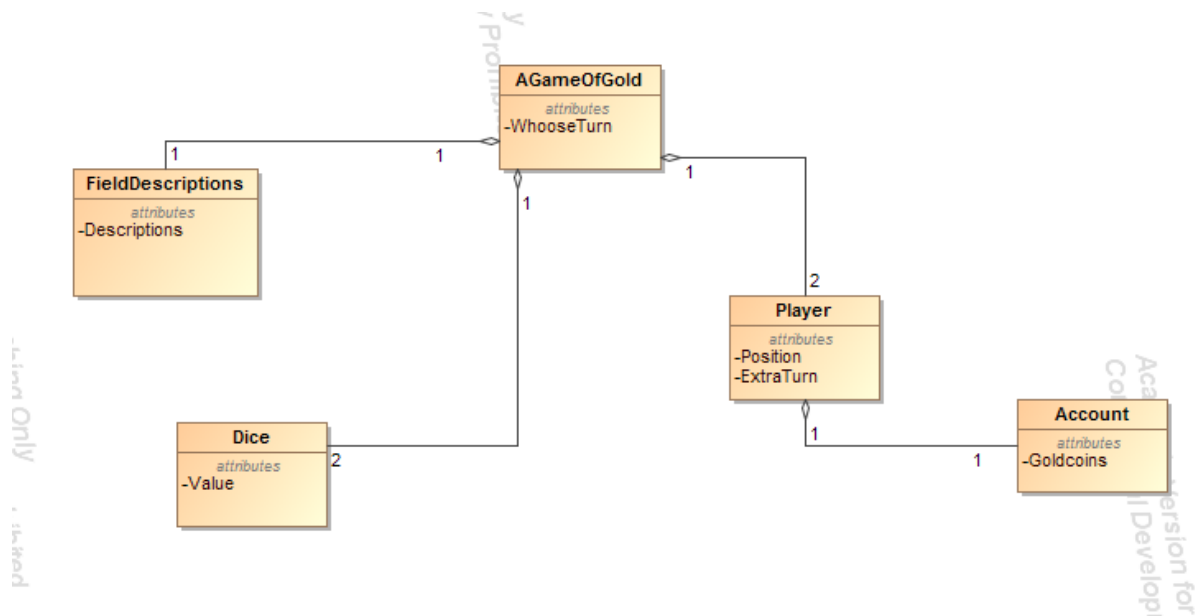 AGameOfGold
attributes
-WhooseTurn
1
1
1
1
FieldDescriptions
attributes
-Descriptions
2
Player
attributes
-Position
-ExtraTurn
Dice
attributes
-Value
2
1
1
Account
attributes
-Goldcoins
Only